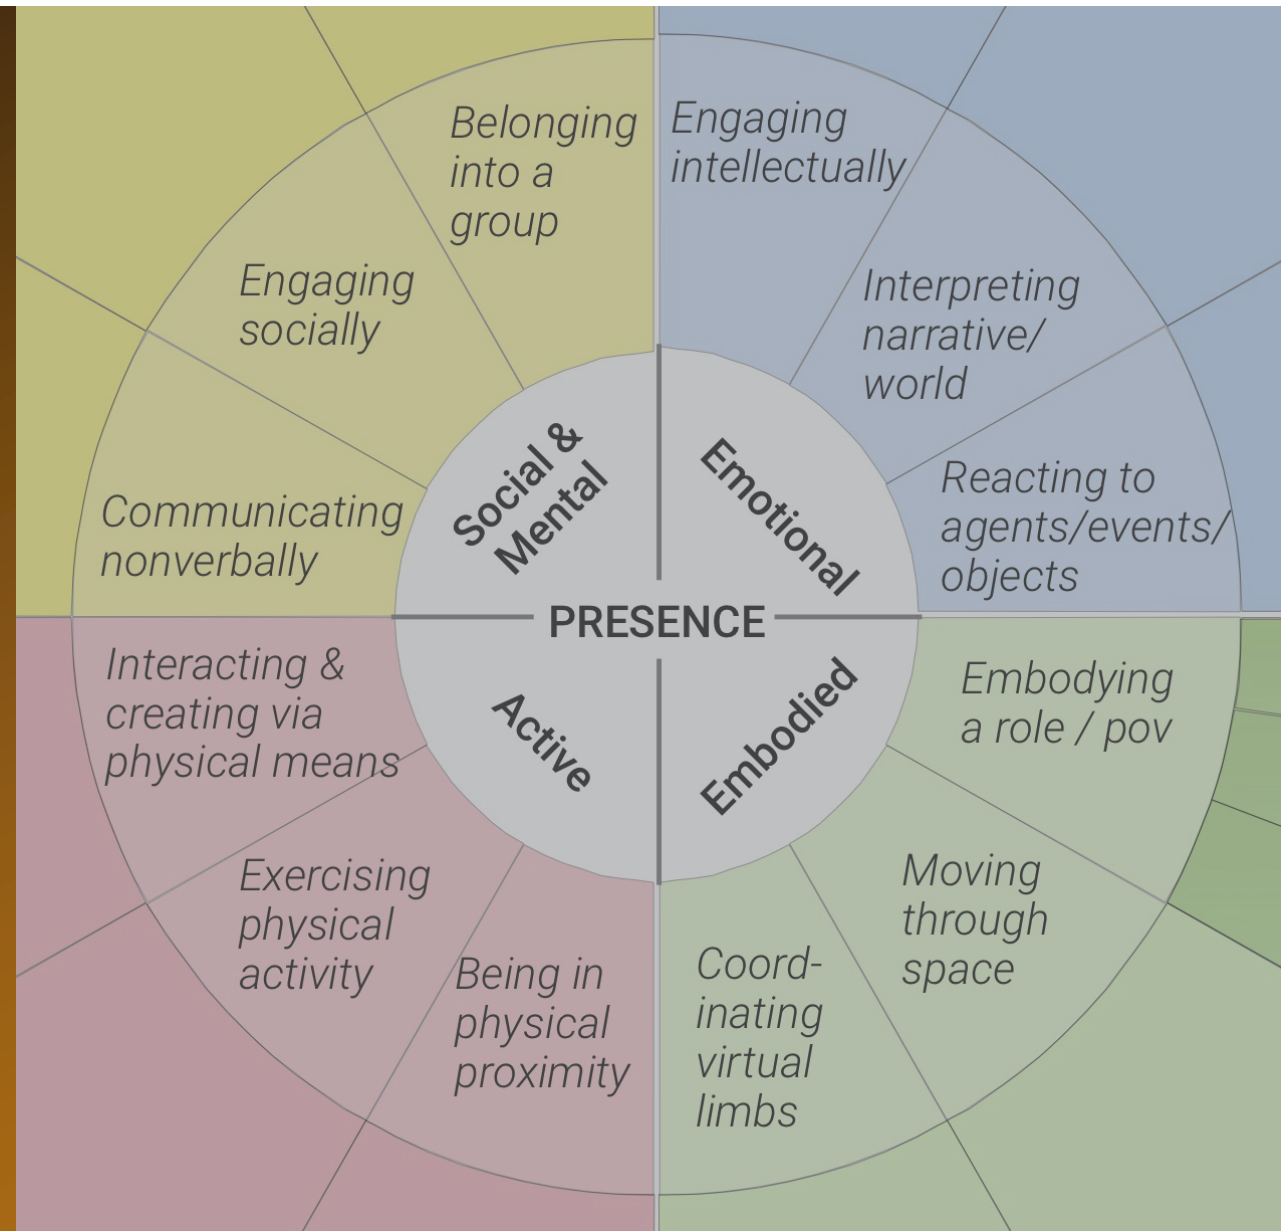 Belonging
into a
group
Engaging
intellectually
Engaging
socially
Interpreting
narrative/
world
Communicating
nonverbally
Reacting to
agents/events/
objects
Social &
Mental
Emotional
PRESENCE
Active
Embodied
Interacting &
creating via
physical means
Embodying
a role / pov
Exercising
physical
activity
Moving
through
space
Being in
physical
proximity
Coord-
inating
virtual
limbs